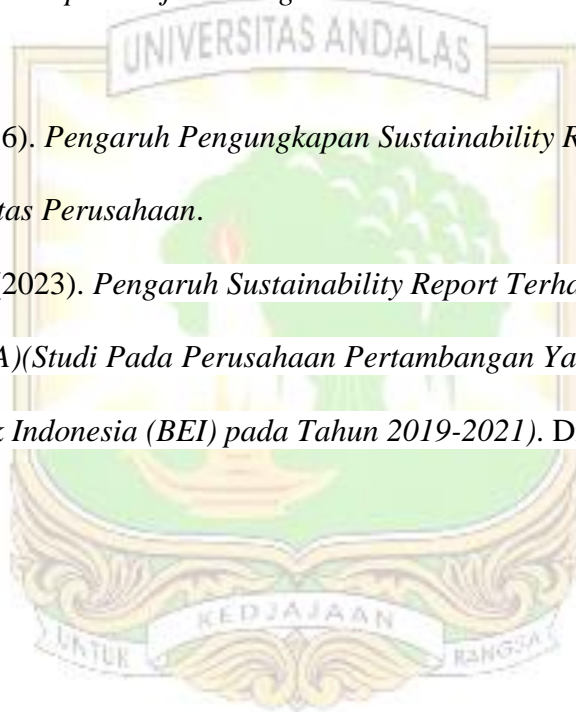 UNIVERSITAS ANDALAS
6). Pengaruh Pengungkapan Sustainability R
tas Perusahaan.
2023). Pengaruh Sustainability Report Terha
A)(Studi Pada Perusahaan Pertambangan Ya
k Indonesia (BEI) pada Tahun 2019-2021). D
KEDJAJAAN
UNTUK
BANGSA